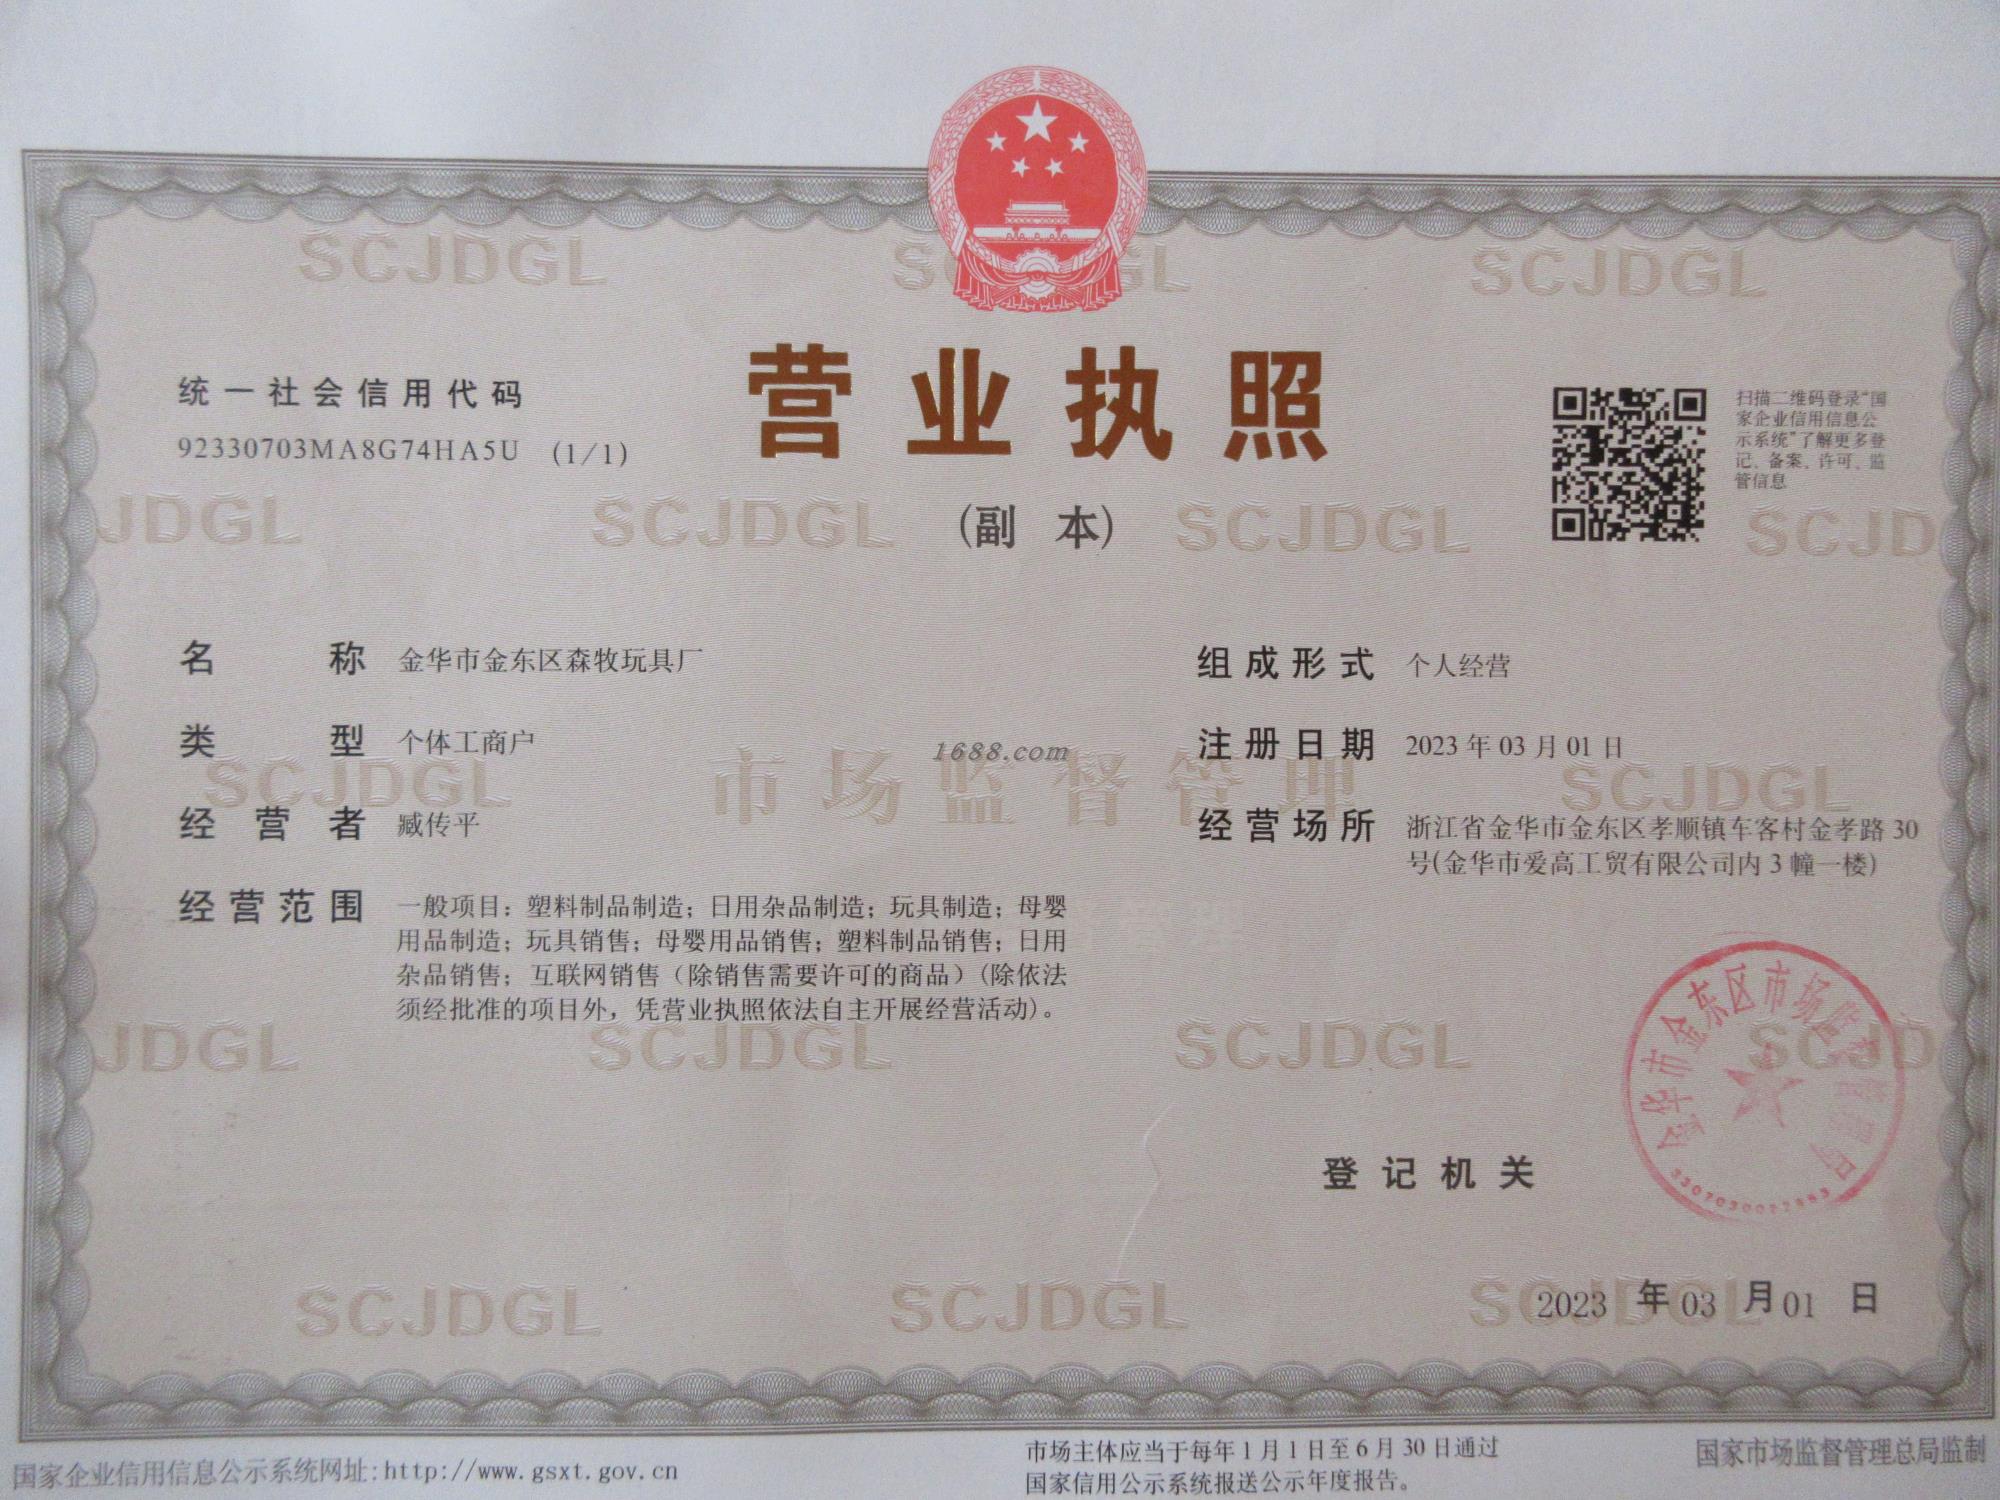 统一社会信用代码
92330703MA8G74HA5U (1/1)
营业执照
(副 本)
扫描二维码登录“国
家企业信用信息公
示系统”了解更多登
记、备案、许可、监
管信息
名称 金华市金东区森牧玩具厂
类型 个体工商户
经营者 臧传平
经营范围 一般项目：塑料制品制造；日用杂品制造；玩具制造；母婴
用品制造；玩具销售；母婴用品销售；塑料制品销售；日用
杂品销售；互联网销售（除销售需要许可的商品）(除依法
须经批准的项目外，凭营业执照依法自主开展经营活动)。
组成形式 个人经营
注册日期 2023 年 03 月 01 日
经营场所 浙江省金华市金东区孝顺镇车客村金孝路 30
号(金华市爱高工贸有限公司内 3 幢一楼)
1688.com
SCJDGL
市场监督管理
金华市金东区市场监督管理局
登记机关
2023 年 03 月 01 日
国家企业信用信息公示系统网址:http://www.gsxt.gov.cn
市场主体应当于每年 1 月 1 日至 6 月 30 日通过
国家信用公示系统报送公示年度报告。
国家市场监督管理总局监制